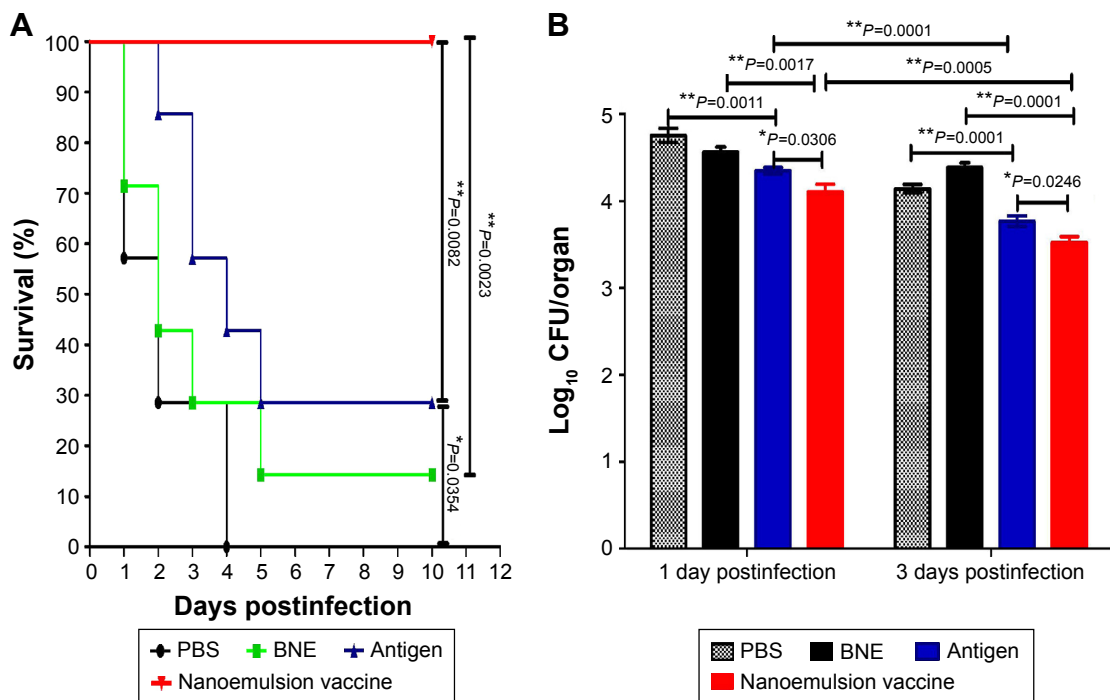 A
Survival (%)
100
90
80
70
60
50
40
30
20
10
0
0 1 2 3 4 5 6 7 8 9 10 11 12
Days postinfection
**P=0.0082
**P=0.0023
*P=0.0354
PBS BNE Antigen
Nanoemulsion vaccine
B
Log10 CFU/organ
5
4
3
2
1
0
5
**P=0.0001
**P=0.0017
**P=0.0005
**P=0.0011
**P=0.0001
*P=0.0306
**P=0.0001
*P=0.0246
1 day postinfection 3 days postinfection
PBS BNE Antigen
Nanoemulsion vaccine